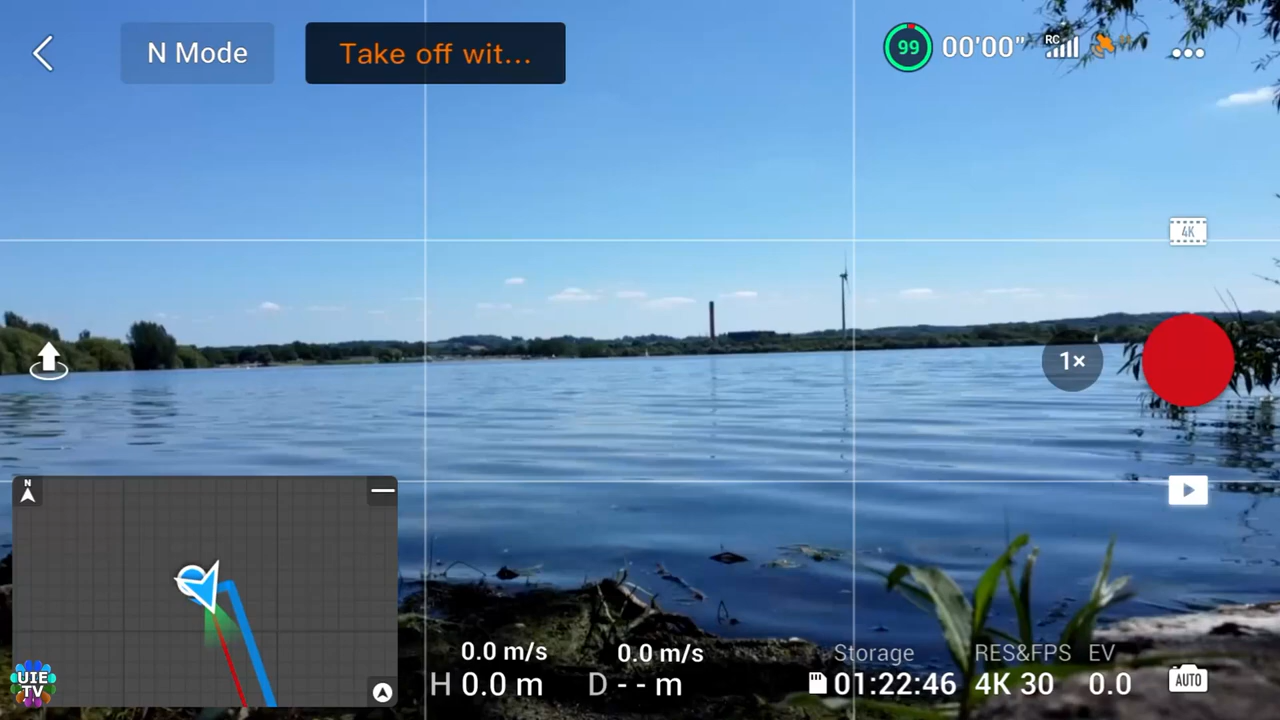 N Mode
Take off wit...
99
00'00"
RC
4K
1×
N
UIE
TV
0.0 m/s
0.0 m/s
H 0.0 m
D - - m
Storage
01:22:46
RES&FPS
4K 30
EV
0.0
AUTO